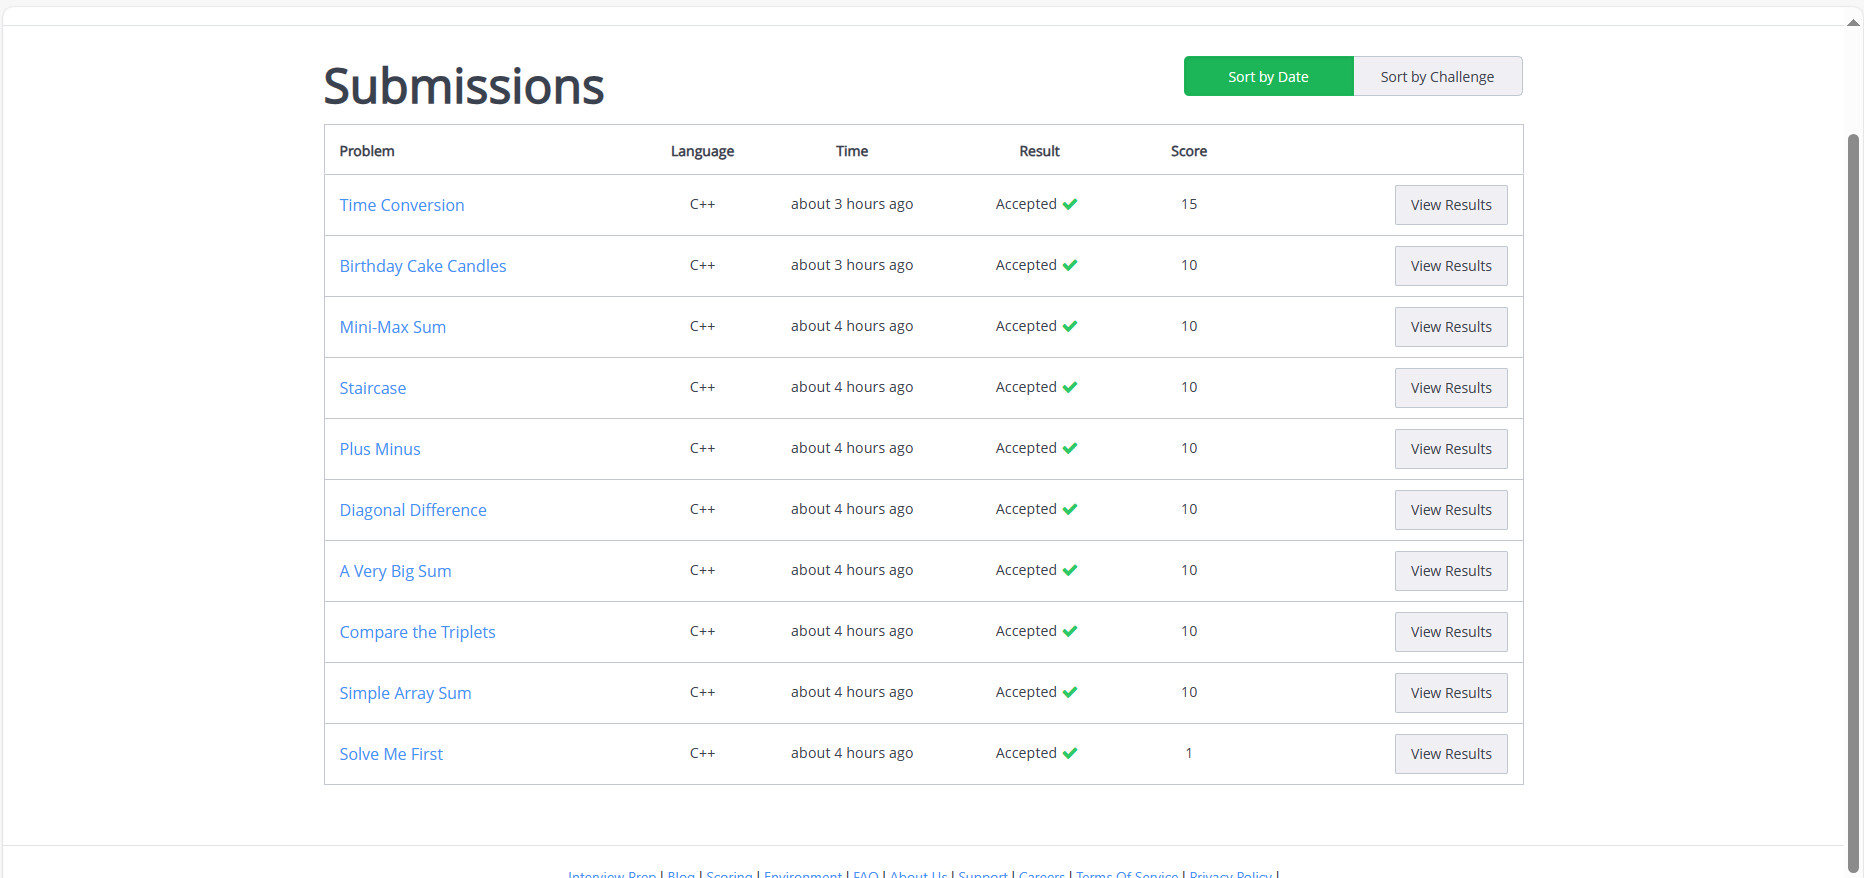 Submissions
Sort by Date Sort by Challenge
Problem Language Time Result Score
Time Conversion C++ about 3 hours ago Accepted 15 View Results
Birthday Cake Candles C++ about 3 hours ago Accepted 10 View Results
Mini-Max Sum C++ about 4 hours ago Accepted 10 View Results
Staircase C++ about 4 hours ago Accepted 10 View Results
Plus Minus C++ about 4 hours ago Accepted 10 View Results
Diagonal Difference C++ about 4 hours ago Accepted 10 View Results
A Very Big Sum C++ about 4 hours ago Accepted 10 View Results
Compare the Triplets C++ about 4 hours ago Accepted 10 View Results
Simple Array Sum C++ about 4 hours ago Accepted 10 View Results
Solve Me First C++ about 4 hours ago Accepted 1 View Results
Interview Prep | Blog | Scoring | Environment | FAQ | About Us | Support | Careers | Terms Of Service | Privacy Policy |